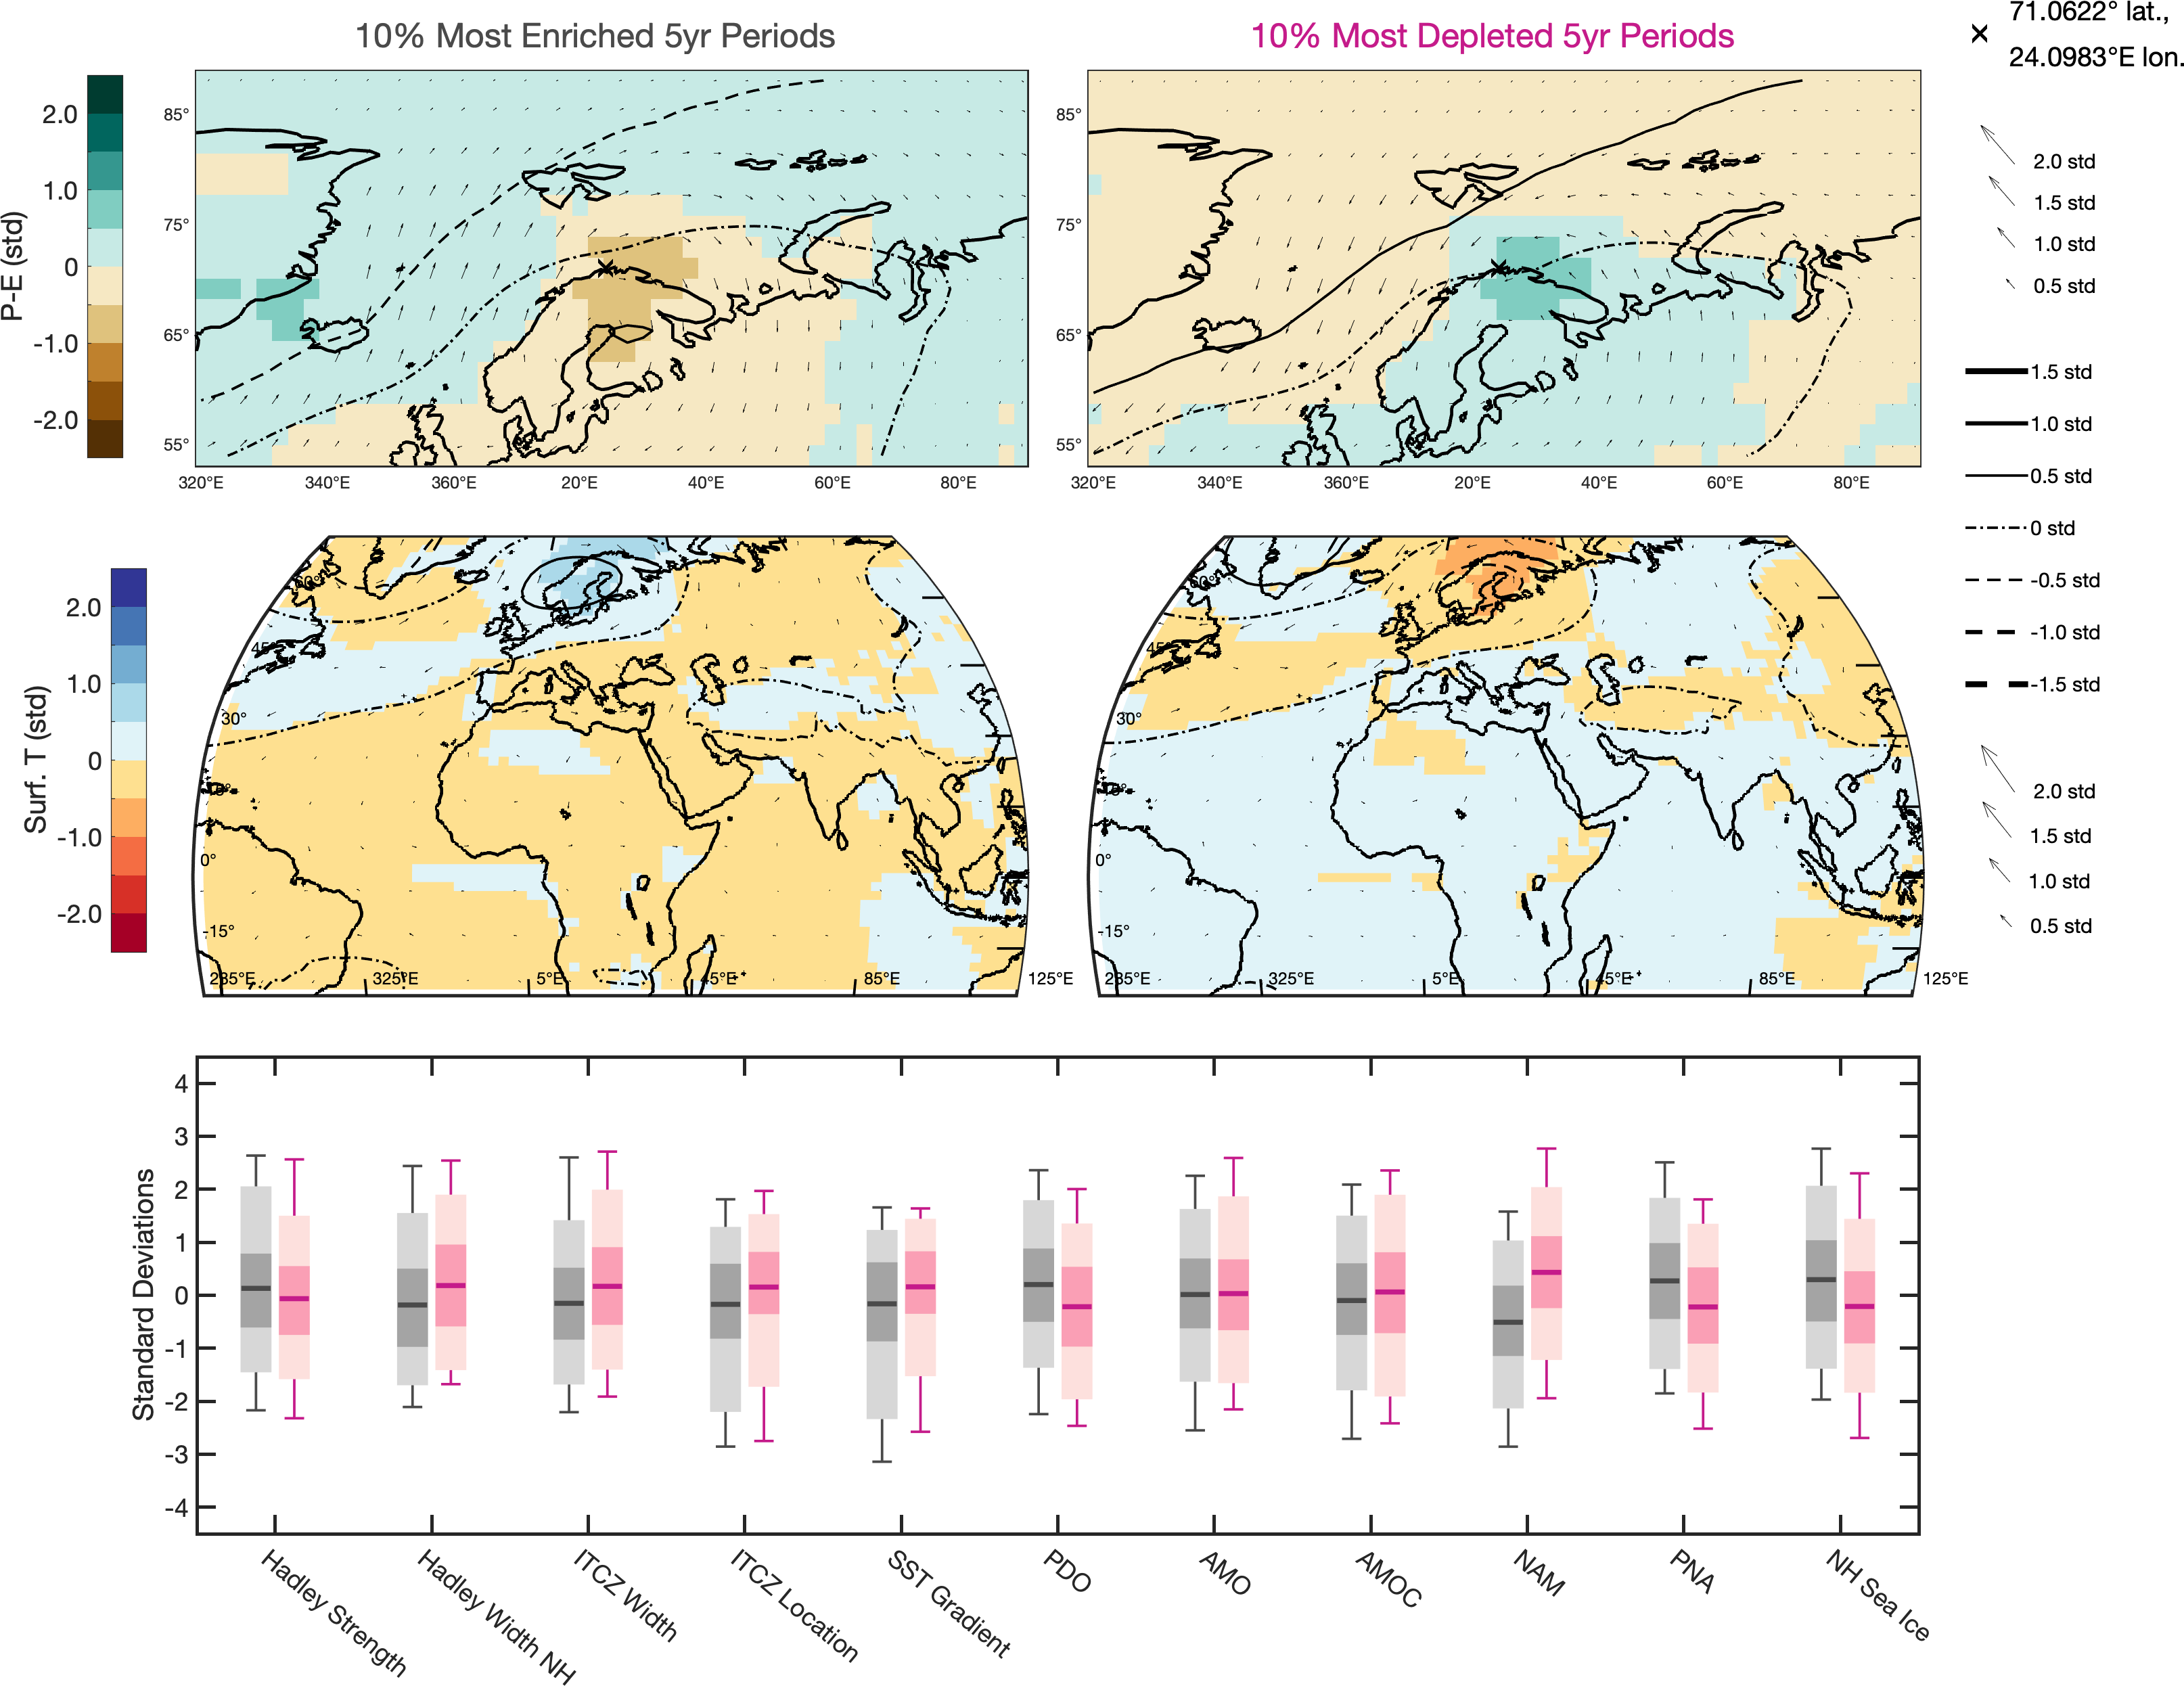 10% Most Enriched 5yr Periods
10% Most Depleted 5yr Periods
71.0622° lat.,
24.0983°E lon.
P-E (std)
2.0
1.0
0
-1.0
-2.0
85°
75°
65°
55°
320°E 340°E 360°E 20°E 40°E 60°E 80°E
85°
75°
65°
55°
320°E 340°E 360°E 20°E 40°E 60°E 80°E
2.0 std
1.5 std
1.0 std
0.5 std
1.5 std
1.0 std
0.5 std
0 std
-0.5 std
-1.0 std
-1.5 std
Surf. T (std)
2.0
1.0
0
-1.0
-2.0
60°
45°
30°
15°
0°
-15°
285°E 325°E 5°E 45°E 85°E 125°E
60°
45°
30°
15°
0°
-15°
285°E 325°E 5°E 45°E 85°E 125°E
2.0 std
1.5 std
1.0 std
0.5 std
Standard Deviations
4
3
2
1
0
-1
-2
-3
-4
Hadley Strength
Hadley Width NH
ITCZ Width
ITCZ Location
SST Gradient
PDO
AMO
AMOC
NAM
PNA
NH Sea Ice